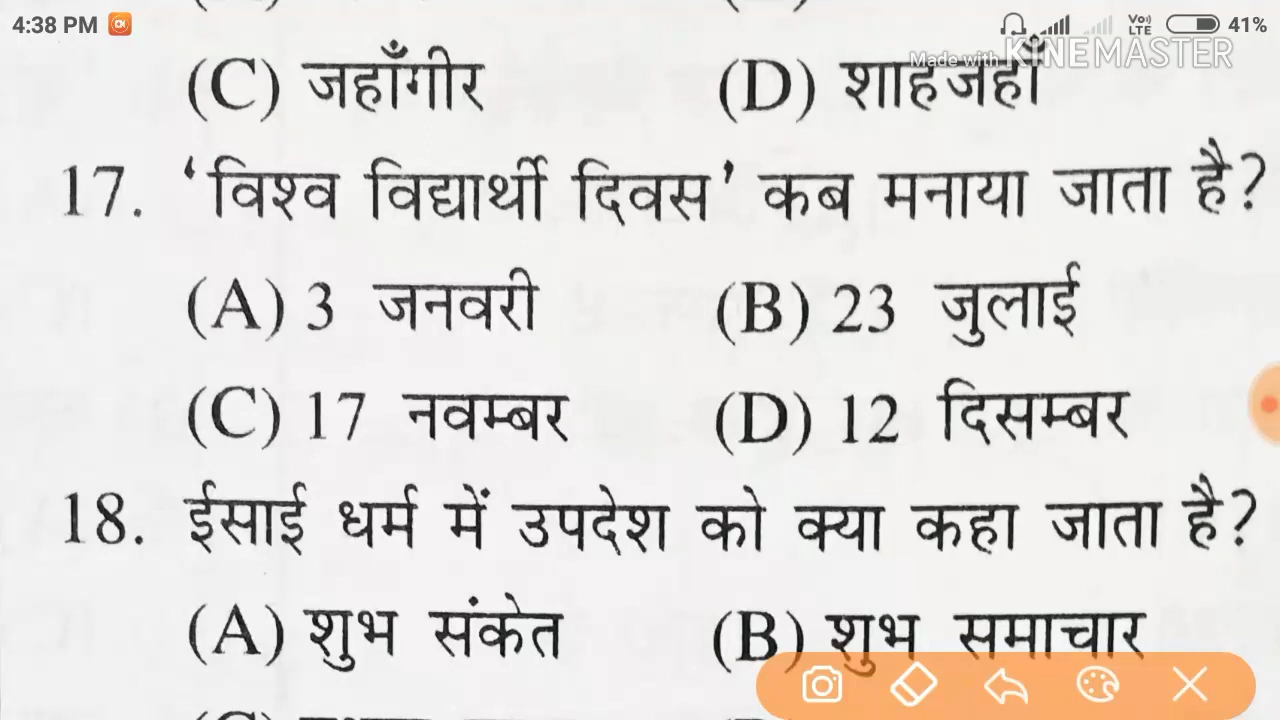 4:38 PM VoLTE 41%
Made with KINEMASTER
(C) जहाँगीर (D) शाहजहाँ
17. ‘विश्व विद्यार्थी दिवस’ कब मनाया जाता है?
(A) 3 जनवरी (B) 23 जुलाई
(C) 17 नवम्बर (D) 12 दिसम्बर
18. ईसाई धर्म में उपदेश को क्या कहा जाता है?
(A) शुभ संकेत (B) शुभ समाचार